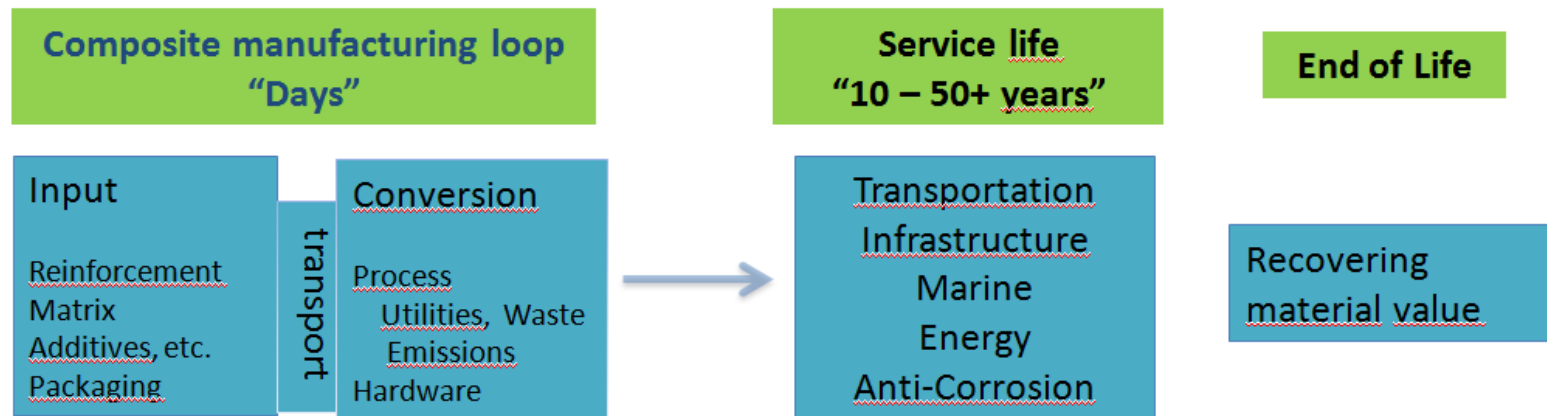 Composite manufacturing loop
“Days”
Service life
“10 – 50+ years”
End of Life
Input
Reinforcement
Matrix
Additives, etc.
Packaging
transport
Conversion
Process
Utilities, Waste
Emissions
Hardware
Transportation
Infrastructure
Marine
Energy
Anti-Corrosion
Recovering
material value